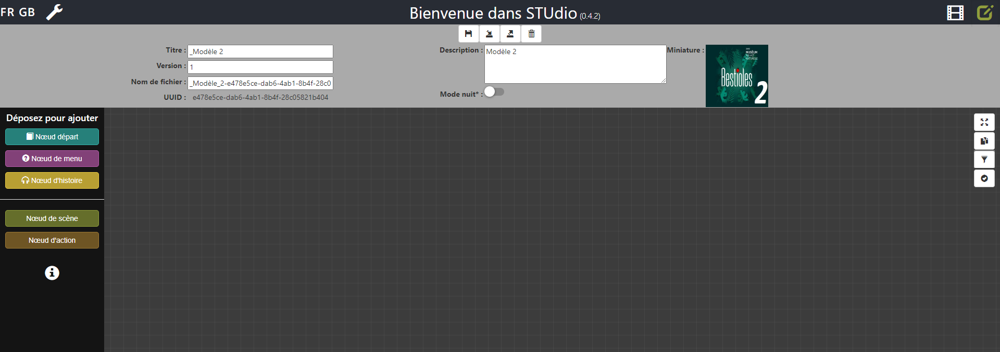 FR GB
Bienvenue dans STUdio (0.4.2)
Titre : _Modèle 2
Version : 1
Nom de fichier : _Modèle_2-e478e5ce-dab6-4ab1-8b4f-28c0
UUID : e478e5ce-dab6-4ab1-8b4f-28c05821b404
Description : Modèle 2
Mode nuit* :
Miniature :
MUSÉUM
Bestioles
2
Déposez pour ajouter
Nœud départ
Nœud de menu
Nœud d'histoire
Nœud de scène
Nœud d'action